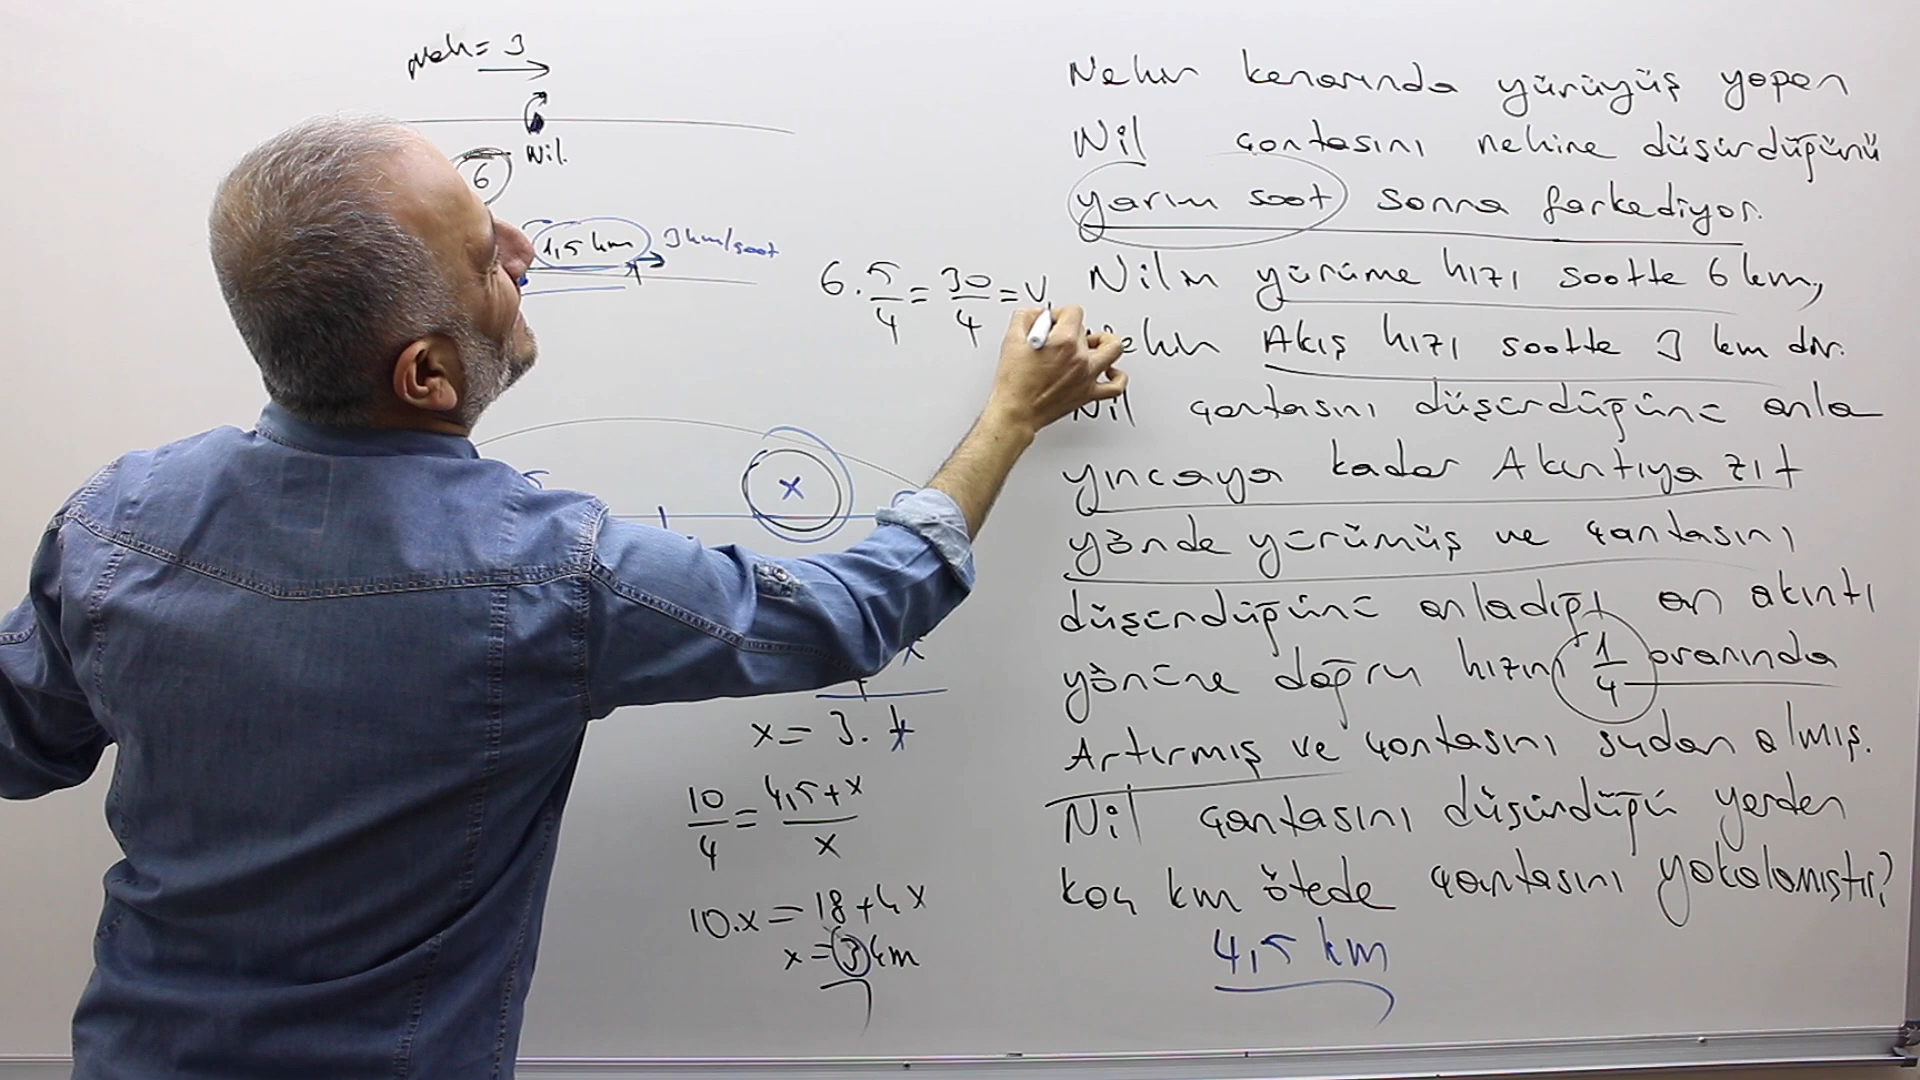 Neh = 3
Nil.
6
1,5 km
3 km/saat
6 . 5/4 = 30/4 = V
x
x = 3 . t
10/4 = 4,5+x/x
10.x = 18+4x
x = 3 km
Nehir kenarında yürüyüş yapan
Nil çantasını nehire düşürdüğünü
yarım saat sonra farkediyor.
Nilin yürüme hızı saatte 6 km,
Akış hızı saatte 3 km dir.
Nil çantasını düşürdüğünü anla
yıncaya kadar Akıntıya zıt
yönde yürümüş ve çantasını
düşürdüğünü anladığı an akıntı
yönüne doğru hızını 1/4 oranında
Artırmış ve çantasını sudan almış.
Nil çantasını düşürdüğü yerden
kaç km ötede çantasını yakalamıştır?
4,5 km